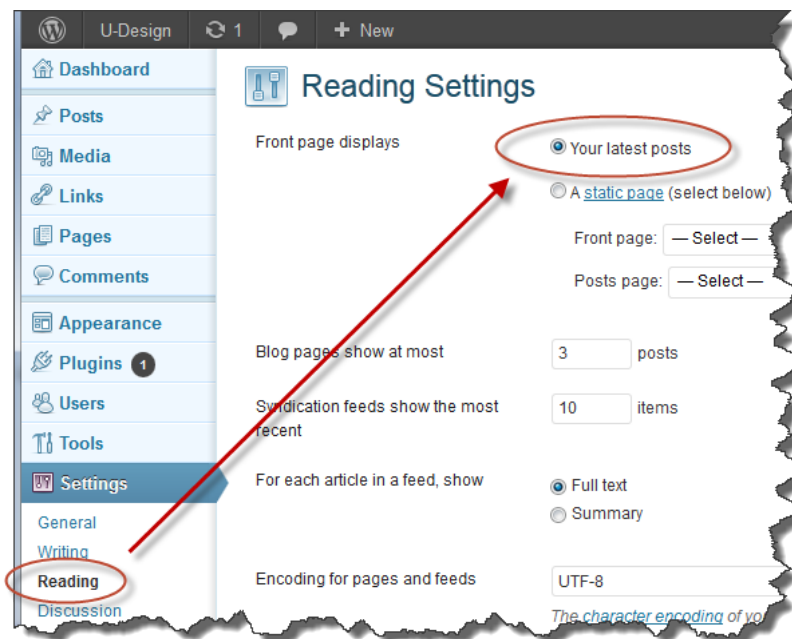 U-Design 1 + New
Dashboard
Posts
Media
Links
Pages
Comments
Appearance
Plugins 1
Users
Tools
Settings
General
Writing
Reading
Discussion
Reading Settings
Front page displays
Your latest posts
A static page (select below)
Front page: — Select —
Posts page: — Select —
Blog pages show at most 3 posts
Syndication feeds show the most
recent
10 items
For each article in a feed, show
Full text
Summary
Encoding for pages and feeds UTF-8
The character encoding of